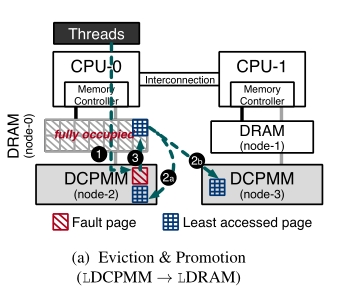 Threads
CPU-0
CPU-1
Interconnection
Memory
Controller
Memory
Controller
DRAM
(node-0)
fully occupied
DRAM
(node-1)
1
3
2a
2b
DCPMM
(node-2)
DCPMM
(node-3)
Fault page
Least accessed page
(a) Eviction & Promotion
(LDCPMM → LDRAM)